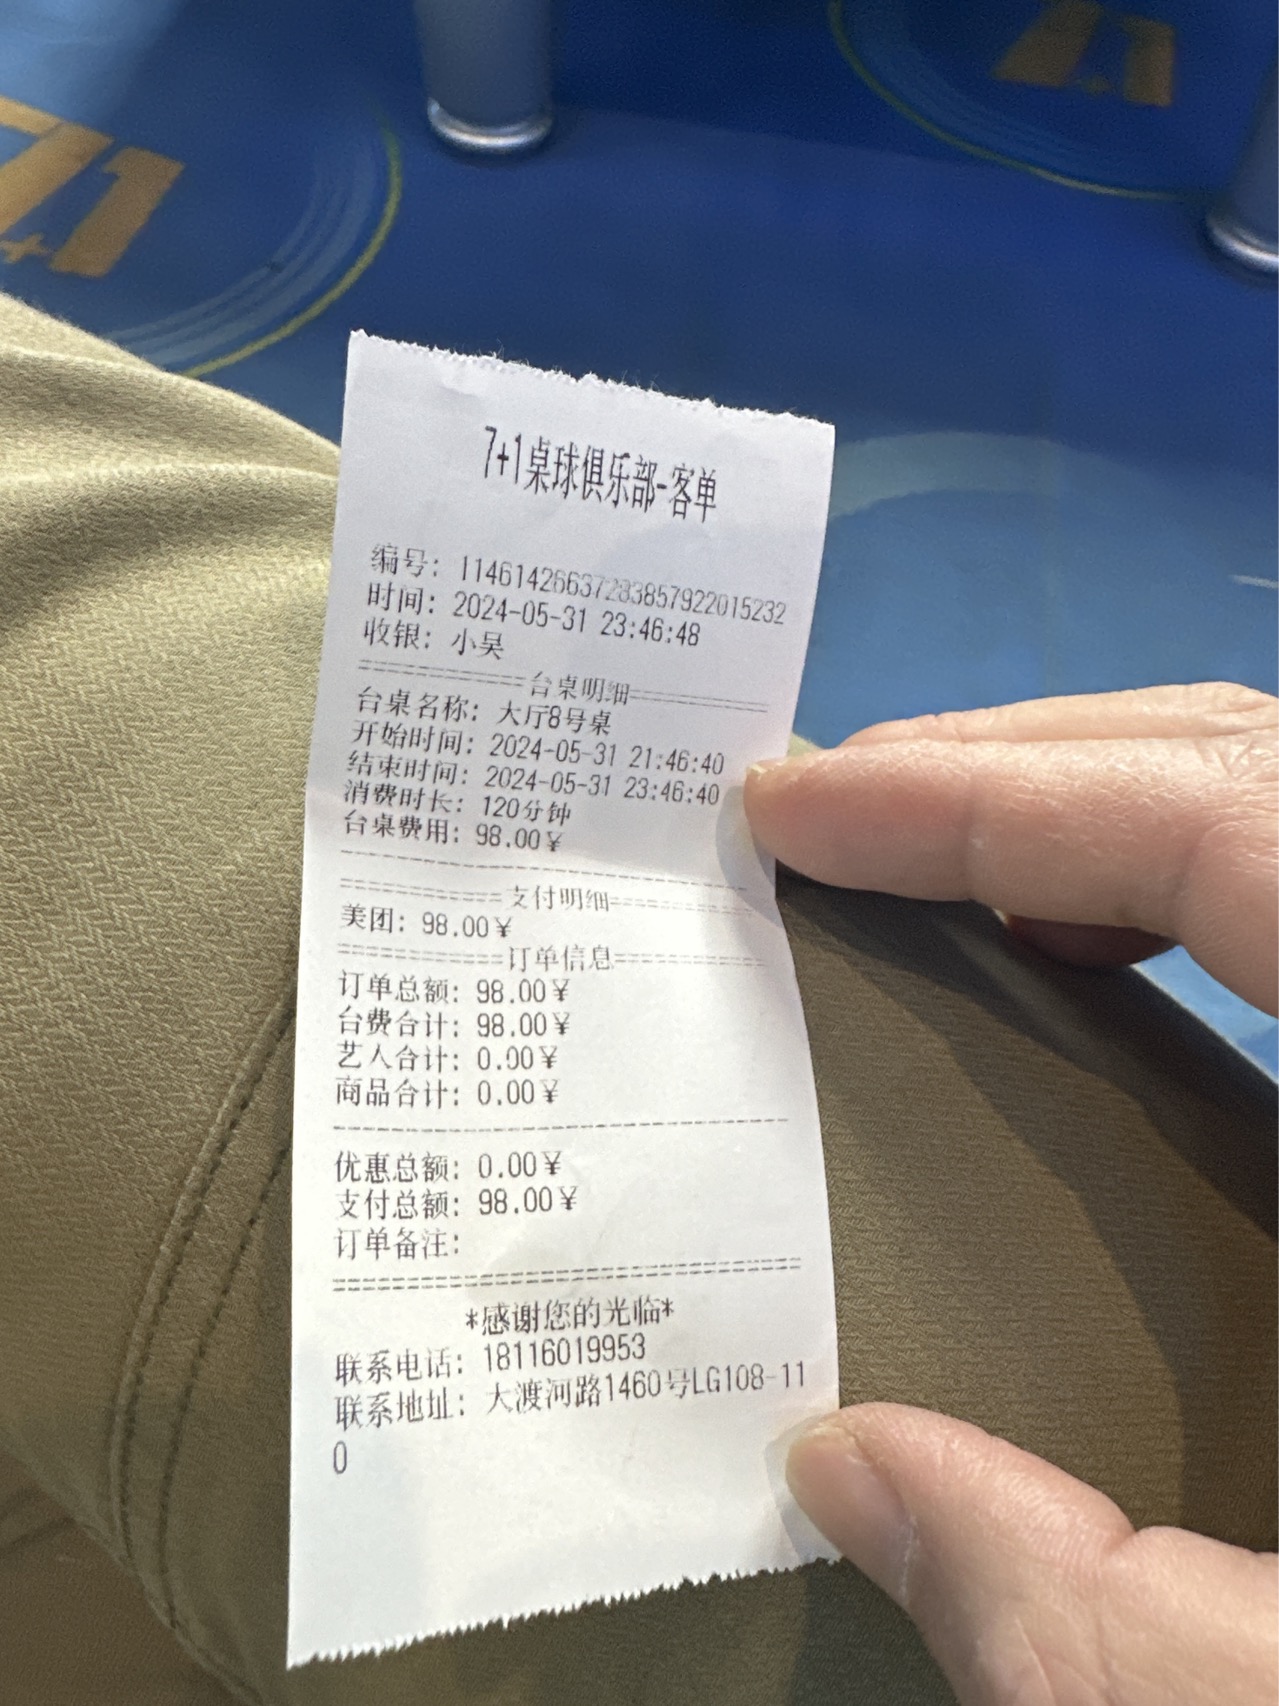 7+1
7+1
7+1桌球俱乐部-客单
编号: I1461426637283857922015232
时间: 2024-05-31 23:46:48
收银: 小吴
==========台桌明细==========
台桌名称: 大厅8号桌
开始时间: 2024-05-31 21:46:40
结束时间: 2024-05-31 23:46:40
消费时长: 120分钟
台桌费用: 98.00¥
==========支付明细==========
美团: 98.00¥
==========订单信息==========
订单总额: 98.00¥
台费合计: 98.00¥
艺人合计: 0.00¥
商品合计: 0.00¥
优惠总额: 0.00¥
支付总额: 98.00¥
订单备注:
*感谢您的光临*
联系电话: 18116019953
联系地址: 大渡河路1460号LG108-11
0